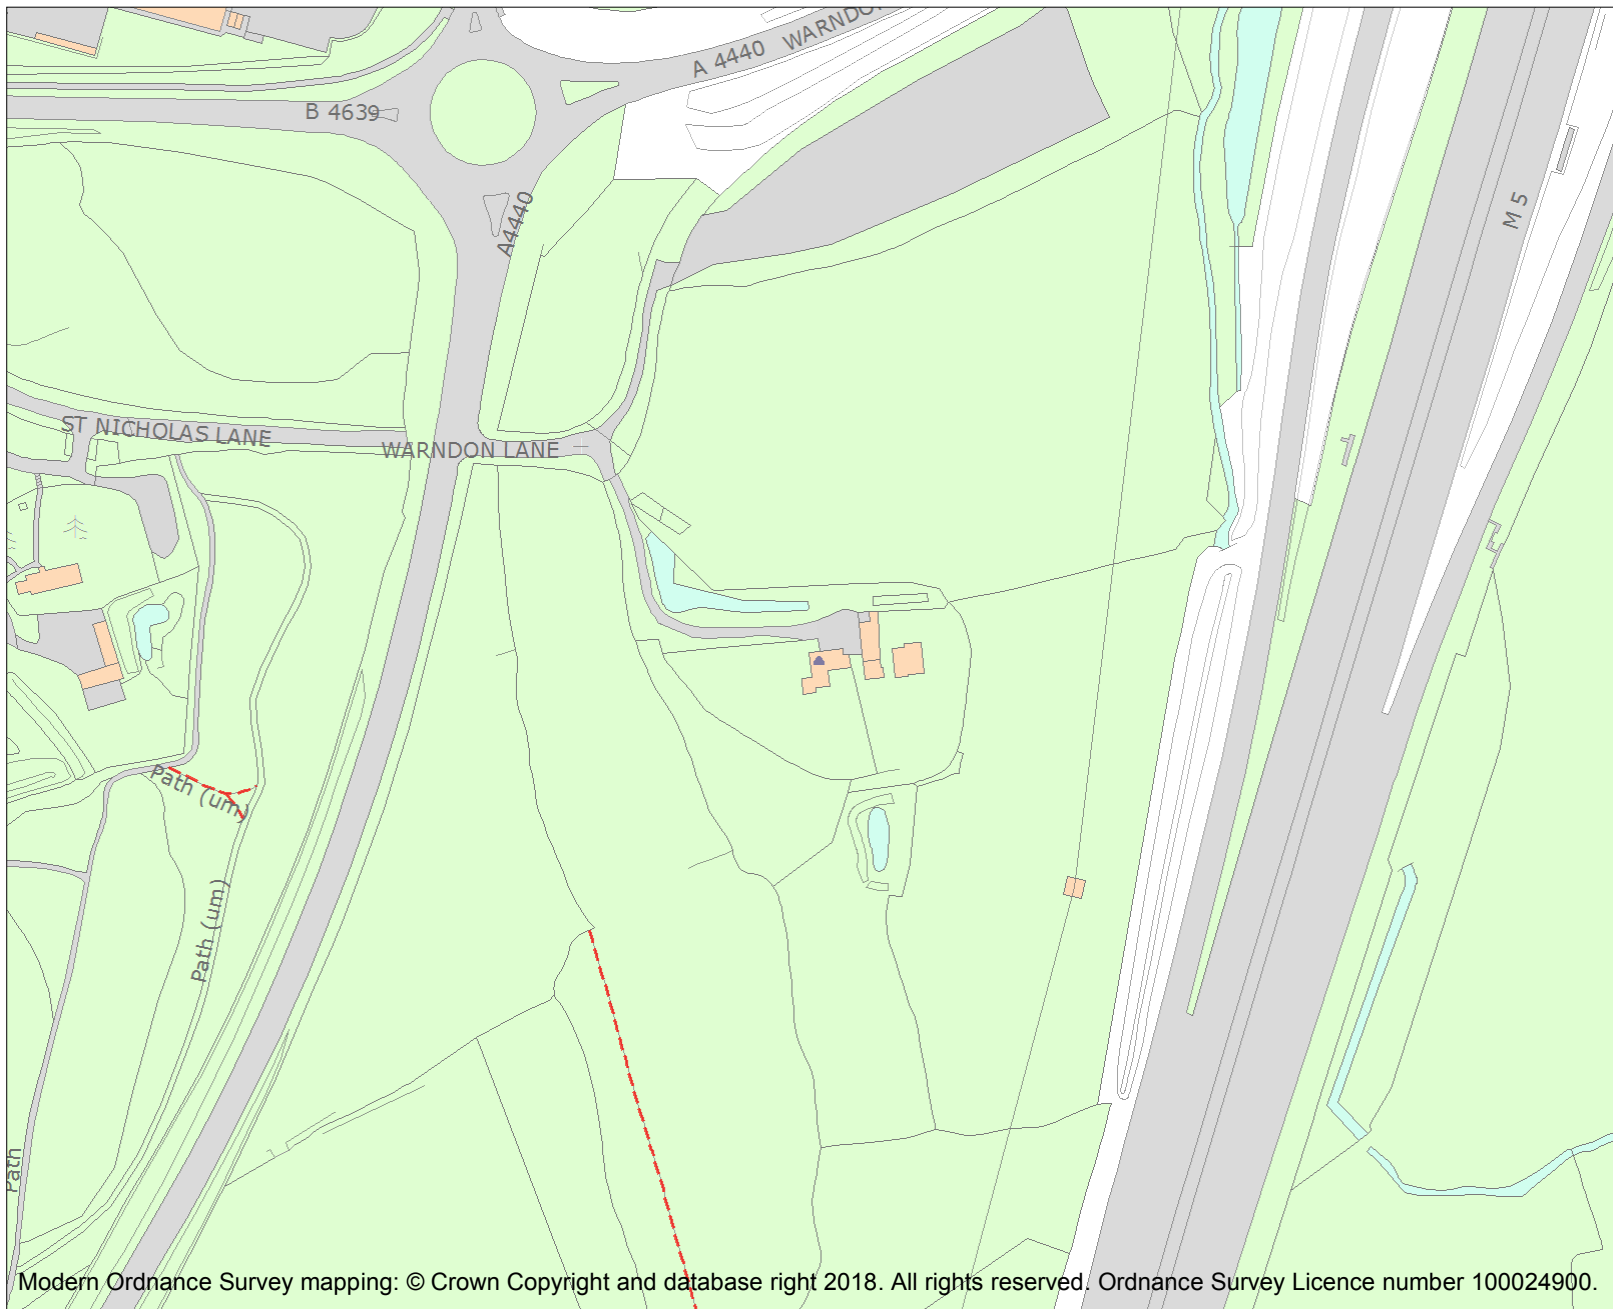 A 4440 WARNDO
B 4639
A4440
M 5
ST NICHOLAS LANE
WARNDON LANE
Path (um)
Path (um)
Path
Modern Ordnance Survey mapping: © Crown Copyright and database right 2018. All rights reserved. Ordnance Survey Licence number 100024900.